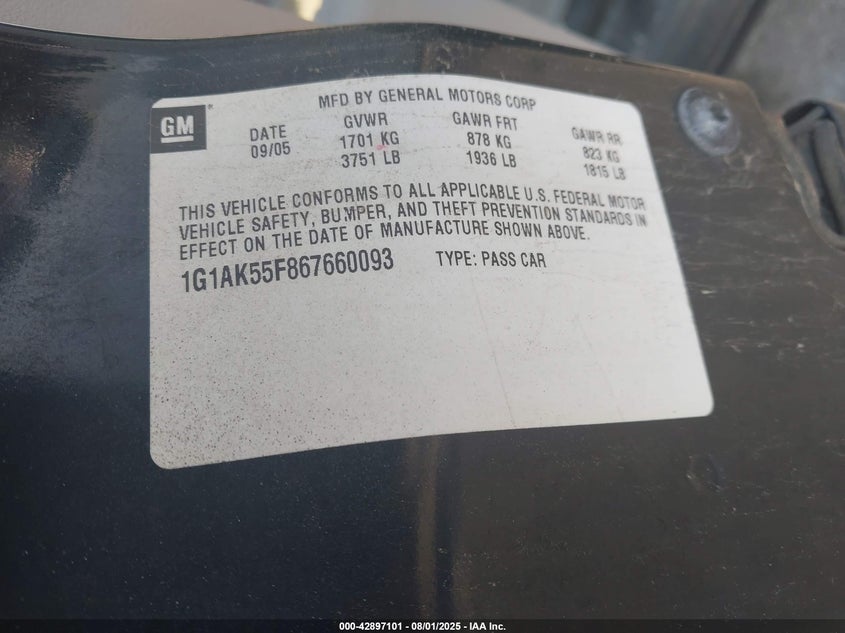 MFD BY GENERAL MOTORS CORP
GM®
DATE GVWR GAWR FRT GAWR RR
09/05 1701 KG 878 KG 823 KG
3751 LB 1936 LB 1815 LB
THIS VEHICLE CONFORMS TO ALL APPLICABLE U.S. FEDERAL MOTOR
VEHICLE SAFETY, BUMPER, AND THEFT PREVENTION STANDARDS IN
EFFECT ON THE DATE OF MANUFACTURE SHOWN ABOVE.
1G1AK55F867660093 TYPE: PASS CAR
000-42897101 - 08/01/2025 - IAA Inc.